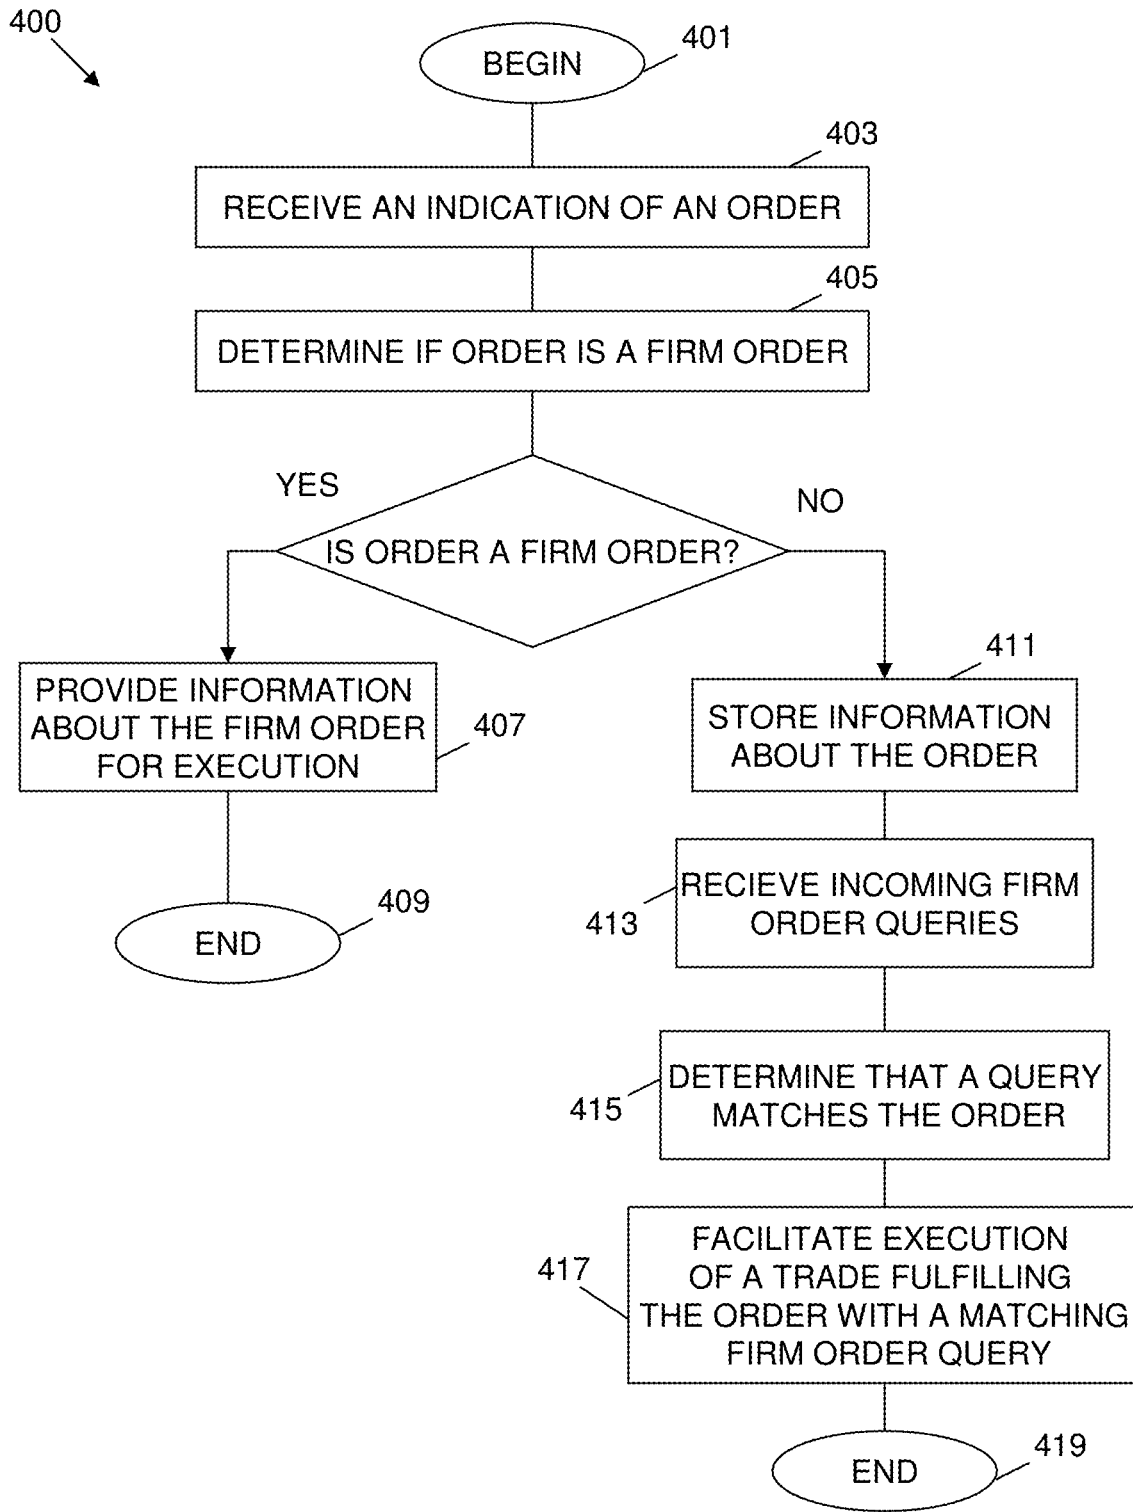 400
BEGIN
401
403
RECEIVE AN INDICATION OF AN ORDER
405
DETERMINE IF ORDER IS A FIRM ORDER
YES
NO
IS ORDER A FIRM ORDER?
PROVIDE INFORMATION
ABOUT THE FIRM ORDER
FOR EXECUTION
407
409
END
411
STORE INFORMATION
ABOUT THE ORDER
RECIEVE INCOMING FIRM
ORDER QUERIES
413
DETERMINE THAT A QUERY
MATCHES THE ORDER
415
FACILITATE EXECUTION
OF A TRADE FULFILLING
THE ORDER WITH A MATCHING
FIRM ORDER QUERY
417
END
419